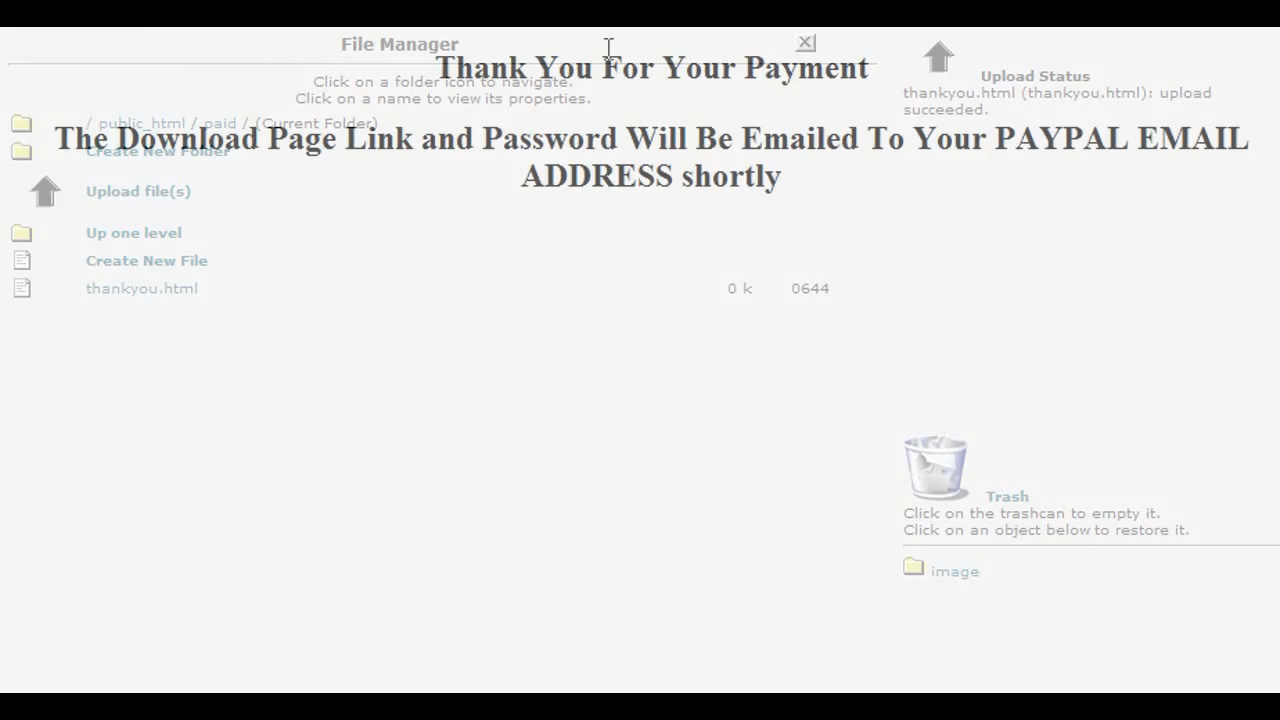 File Manager
Thank You For Your Payment
Click on a folder icon to navigate.
Click on a name to view its properties.
Upload Status
thankyou.html (thankyou.html): upload
succeeded.
/ public_html / paid / (Current Folder)
The Download Page Link and Password Will Be Emailed To Your PAYPAL EMAIL
ADDRESS shortly
Create New Folder
Upload file(s)
Up one level
Create New File
thankyou.html 0 k 0644
Trash
Click on the trashcan to empty it.
Click on an object below to restore it.
image